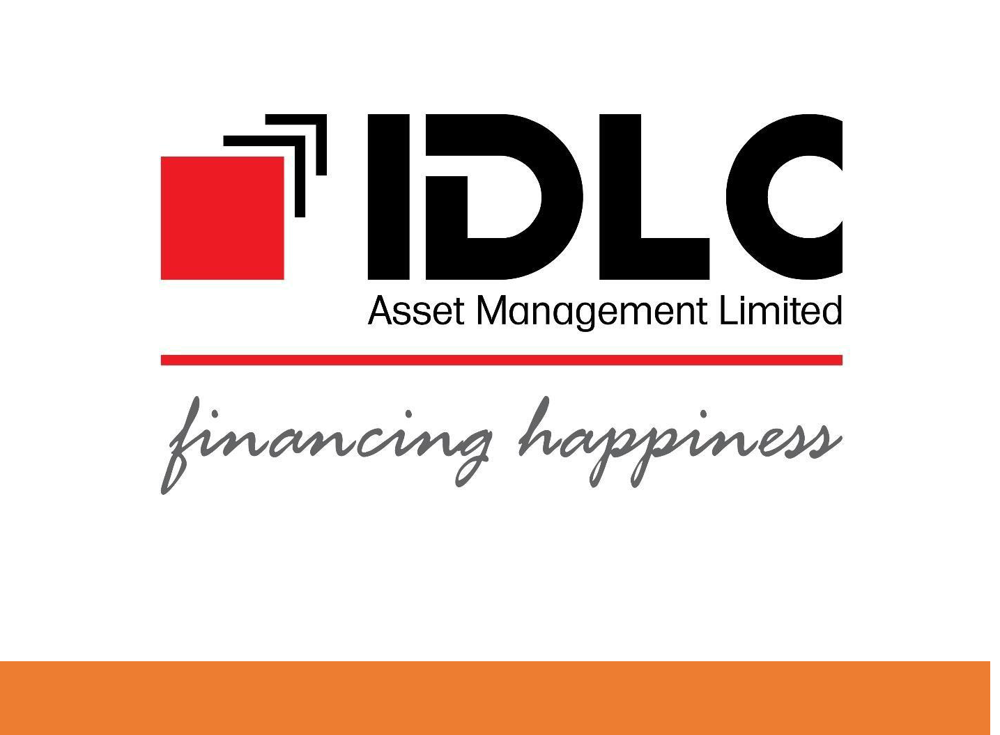 IDLC
Asset Management Limited
financing happiness